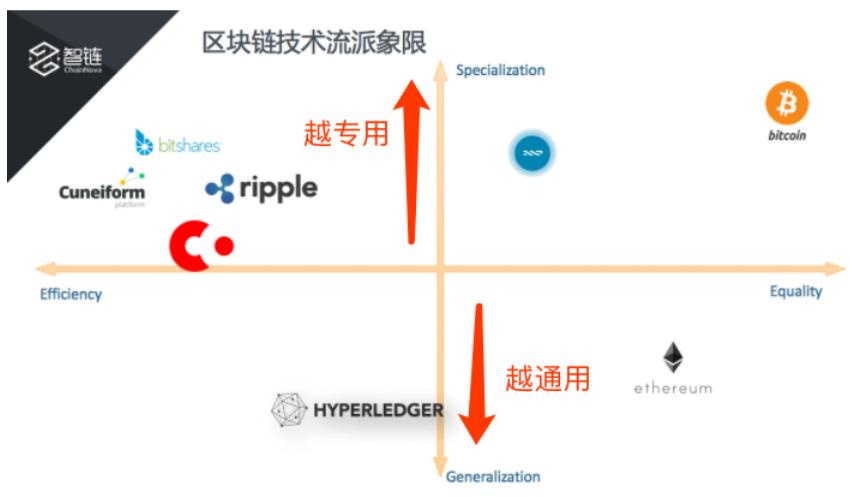 智链
ChainNova
区块链技术流派象限
Specialization
越专用
bitcoin
bitshares
Cuneiform
platform
ripple
Efficiency
Equality
越通用
ethereum
HYPERLEDGER
Generalization